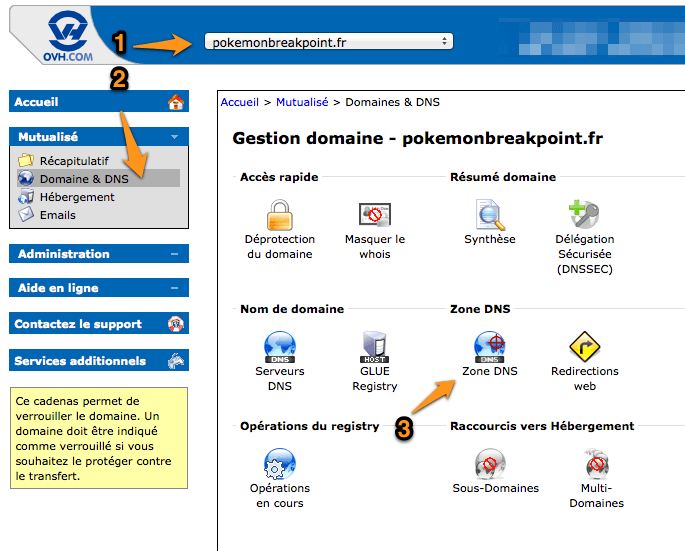 OVH.COM
1
pokemonbreakpoint.fr
2
Accueil
Mutualisé
Récapitulatif
Domaine & DNS
Hébergement
Emails
Administration
Aide en ligne
Contactez le support
Services additionnels
Ce cadenas permet de
verrouiller le domaine. Un
domaine doit être indiqué
comme verrouillé si vous
souhaitez le protéger contre
le transfert.
Accueil > Mutualisé > Domaines & DNS
Gestion domaine - pokemonbreakpoint.fr
Accès rapide
Déprotection
du domaine
Masquer le
whois
Résumé domaine
Synthèse
Délégation
Sécurisée
(DNSSEC)
Nom de domaine
DNS
Serveurs
DNS
HOST
GLUE
Registry
Zone DNS
DNS
Zone DNS
Redirections
web
3
Opérations du registry
Opérations
en cours
Raccourcis vers Hébergement
Sous-Domaines
Multi-
Domaines